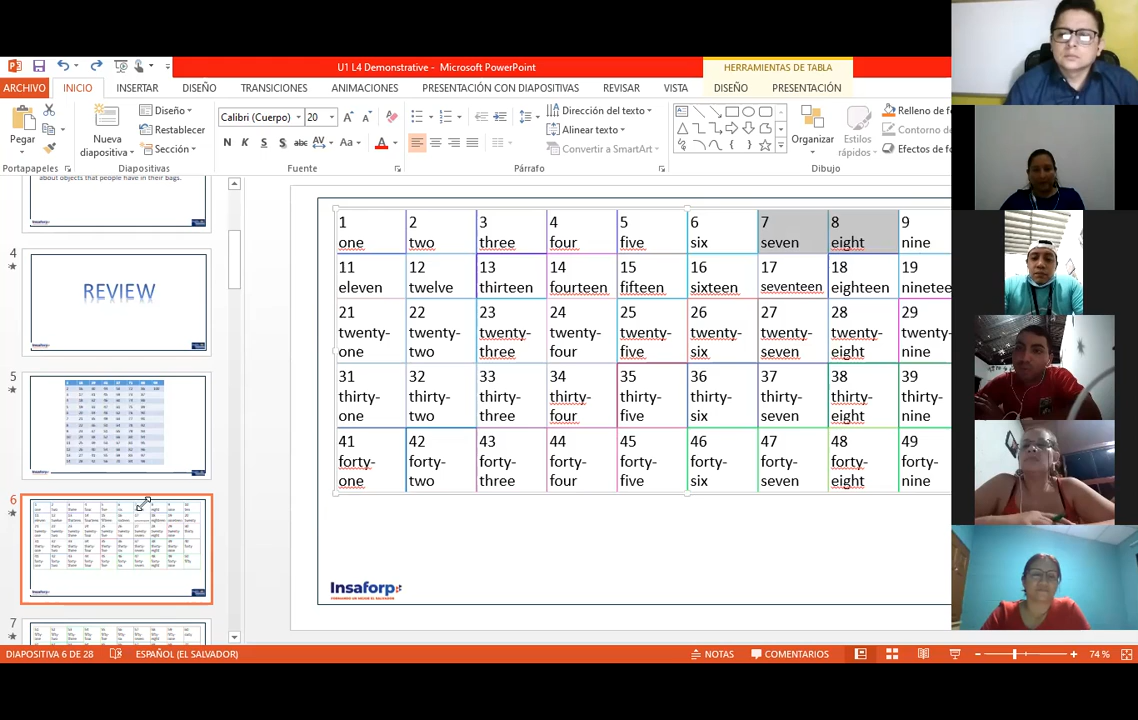 U1 L4 Demonstrative - Microsoft PowerPoint
HERRAMIENTAS DE TABLA
ARCHIVO INICIO INSERTAR DISEÑO TRANSICIONES ANIMACIONES PRESENTACIÓN CON DIAPOSITIVAS REVISAR VISTA DISEÑO PRESENTACIÓN
Pegar
Nueva diapositiva
Diseño
Restablecer
Sección
Calibri (Cuerpo) 20
N K S S abc AV Aa A
Dirección del texto
Alinear texto
Convertir a SmartArt
Organizar
Estilos rápidos
Relleno de
Contorno de
Efectos de
Portapapeles Diapositivas Fuente Párrafo Dibujo
about objects that people have in their bags.
4
REVIEW
5
6
7
1 2 3 4 5 6 7 8 9
one two three four five six seven eight nine
11 12 13 14 15 16 17 18 19
eleven twelve thirteen fourteen fifteen sixteen seventeen eighteen nineteen
21 22 23 24 25 26 27 28 29
twenty- twenty- twenty- twenty- twenty- twenty- twenty- twenty- twenty-
one two three four five six seven eight nine
31 32 33 34 35 36 37 38 39
thirty- thirty- thirty- thirty- thirty- thirty- thirty- thirty- thirty-
one two three four five six seven eight nine
41 42 43 44 45 46 47 48 49
forty- forty- forty- forty- forty- forty- forty- forty- forty-
one two three four five six seven eight nine
Insaforp
DIAPOSITIVA 6 DE 28 ESPAÑOL (EL SALVADOR) NOTAS COMENTARIOS 74 %